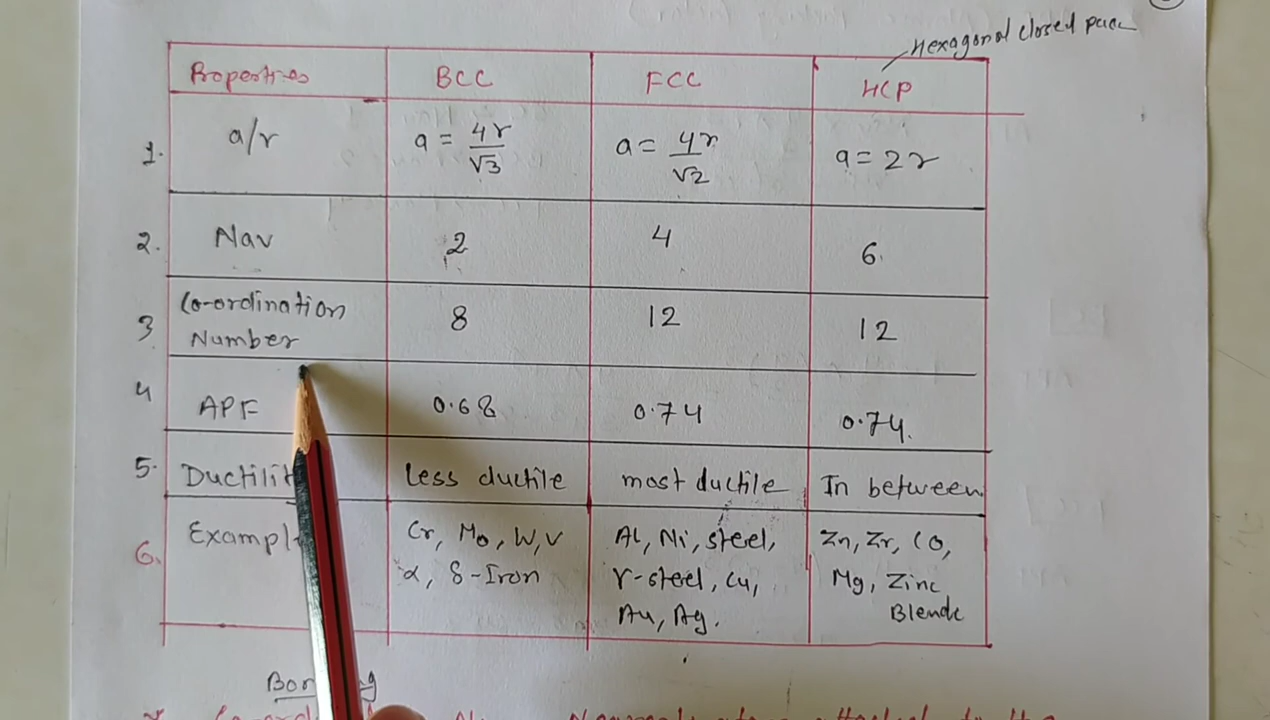 Hexagonal closed pac
Properties BCC FCC HCP
1. a/r a = 4r/√3 a = 4r/√2 a = 2r
2. Nav 2 4 6.
Co-ordination
3 Number 8 12 12
4 APF 0.68 0.74 0.74.
5. Ductilit Less ductile most ductile In between
6. Exampl Cr, Mo, W, V Al, Ni, steel, Zn, Zr, CO,
α, δ-Iron γ-steel, Cu, Mg, Zinc
Au, Ag. Blende